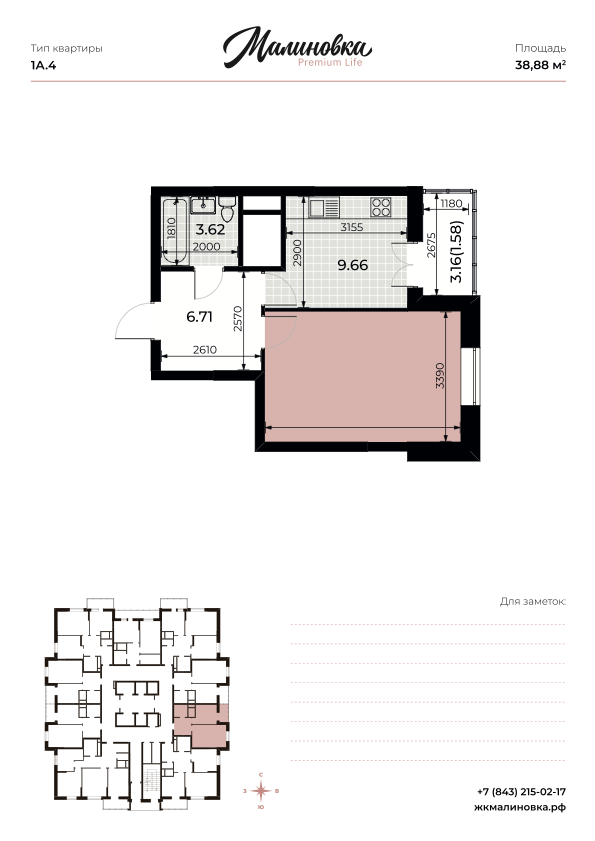 Тип квартиры
1А.4
Малиновка
Premium Life
Площадь
38,88 м²
1810
3.62
2000
3155
2900
9.66
1180
2675
3.16(1.58)
6.71
2570
2610
3390
Для заметок:
С
З
В
Ю
+7 (843) 215-02-17
жкмалиновка.рф